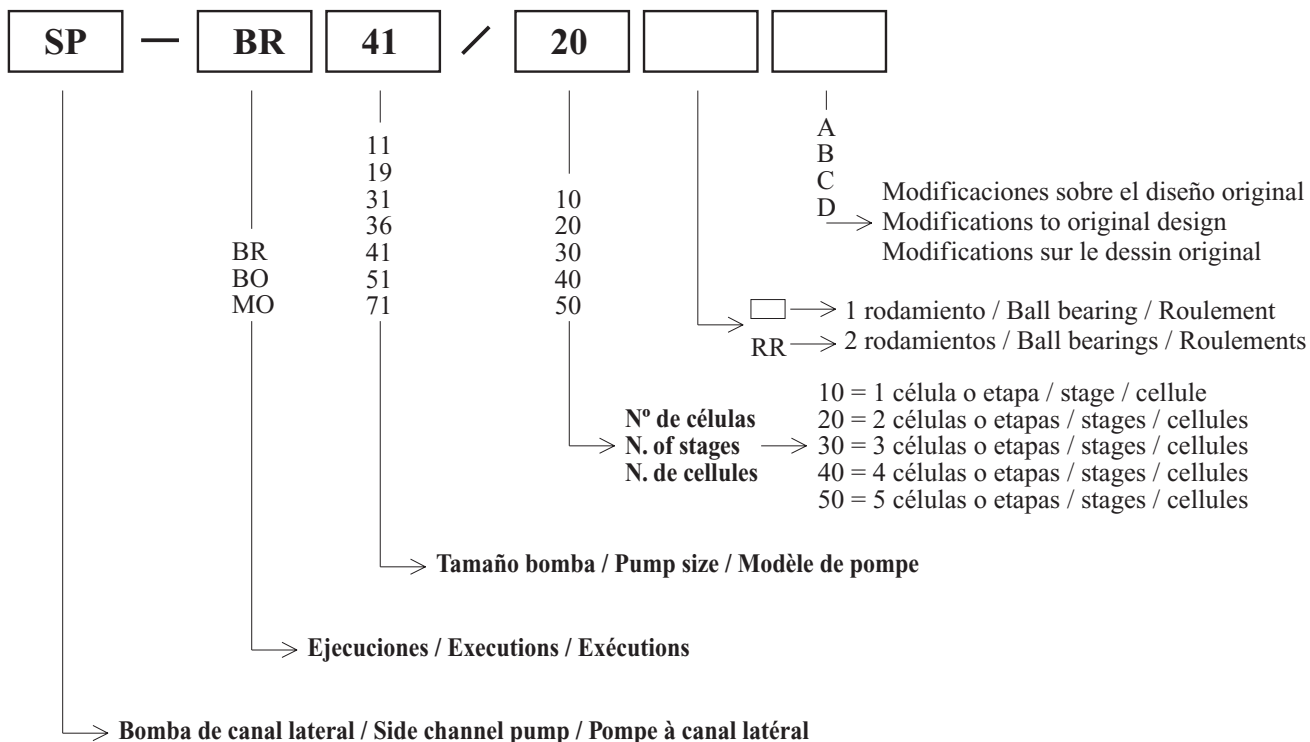 SP — BR 41 / 20
11
19
31
36
41
51
71
BR
BO
MO
10
20
30
40
50
A
B
C
D
Modificaciones sobre el diseño original
Modifications to original design
Modifications sur le dessin original
1 rodamiento / Ball bearing / Roulement
RR 2 rodamientos / Ball bearings / Roulements
Nº de células
N. of stages
N. de cellules
10 = 1 célula o etapa / stage / cellule
20 = 2 células o etapas / stages / cellules
30 = 3 células o etapas / stages / cellules
40 = 4 células o etapas / stages / cellules
50 = 5 células o etapas / stages / cellules
Tamaño bomba / Pump size / Modèle de pompe
Ejecuciones / Executions / Exécutions
Bomba de canal lateral / Side channel pump / Pompe à canal latéral